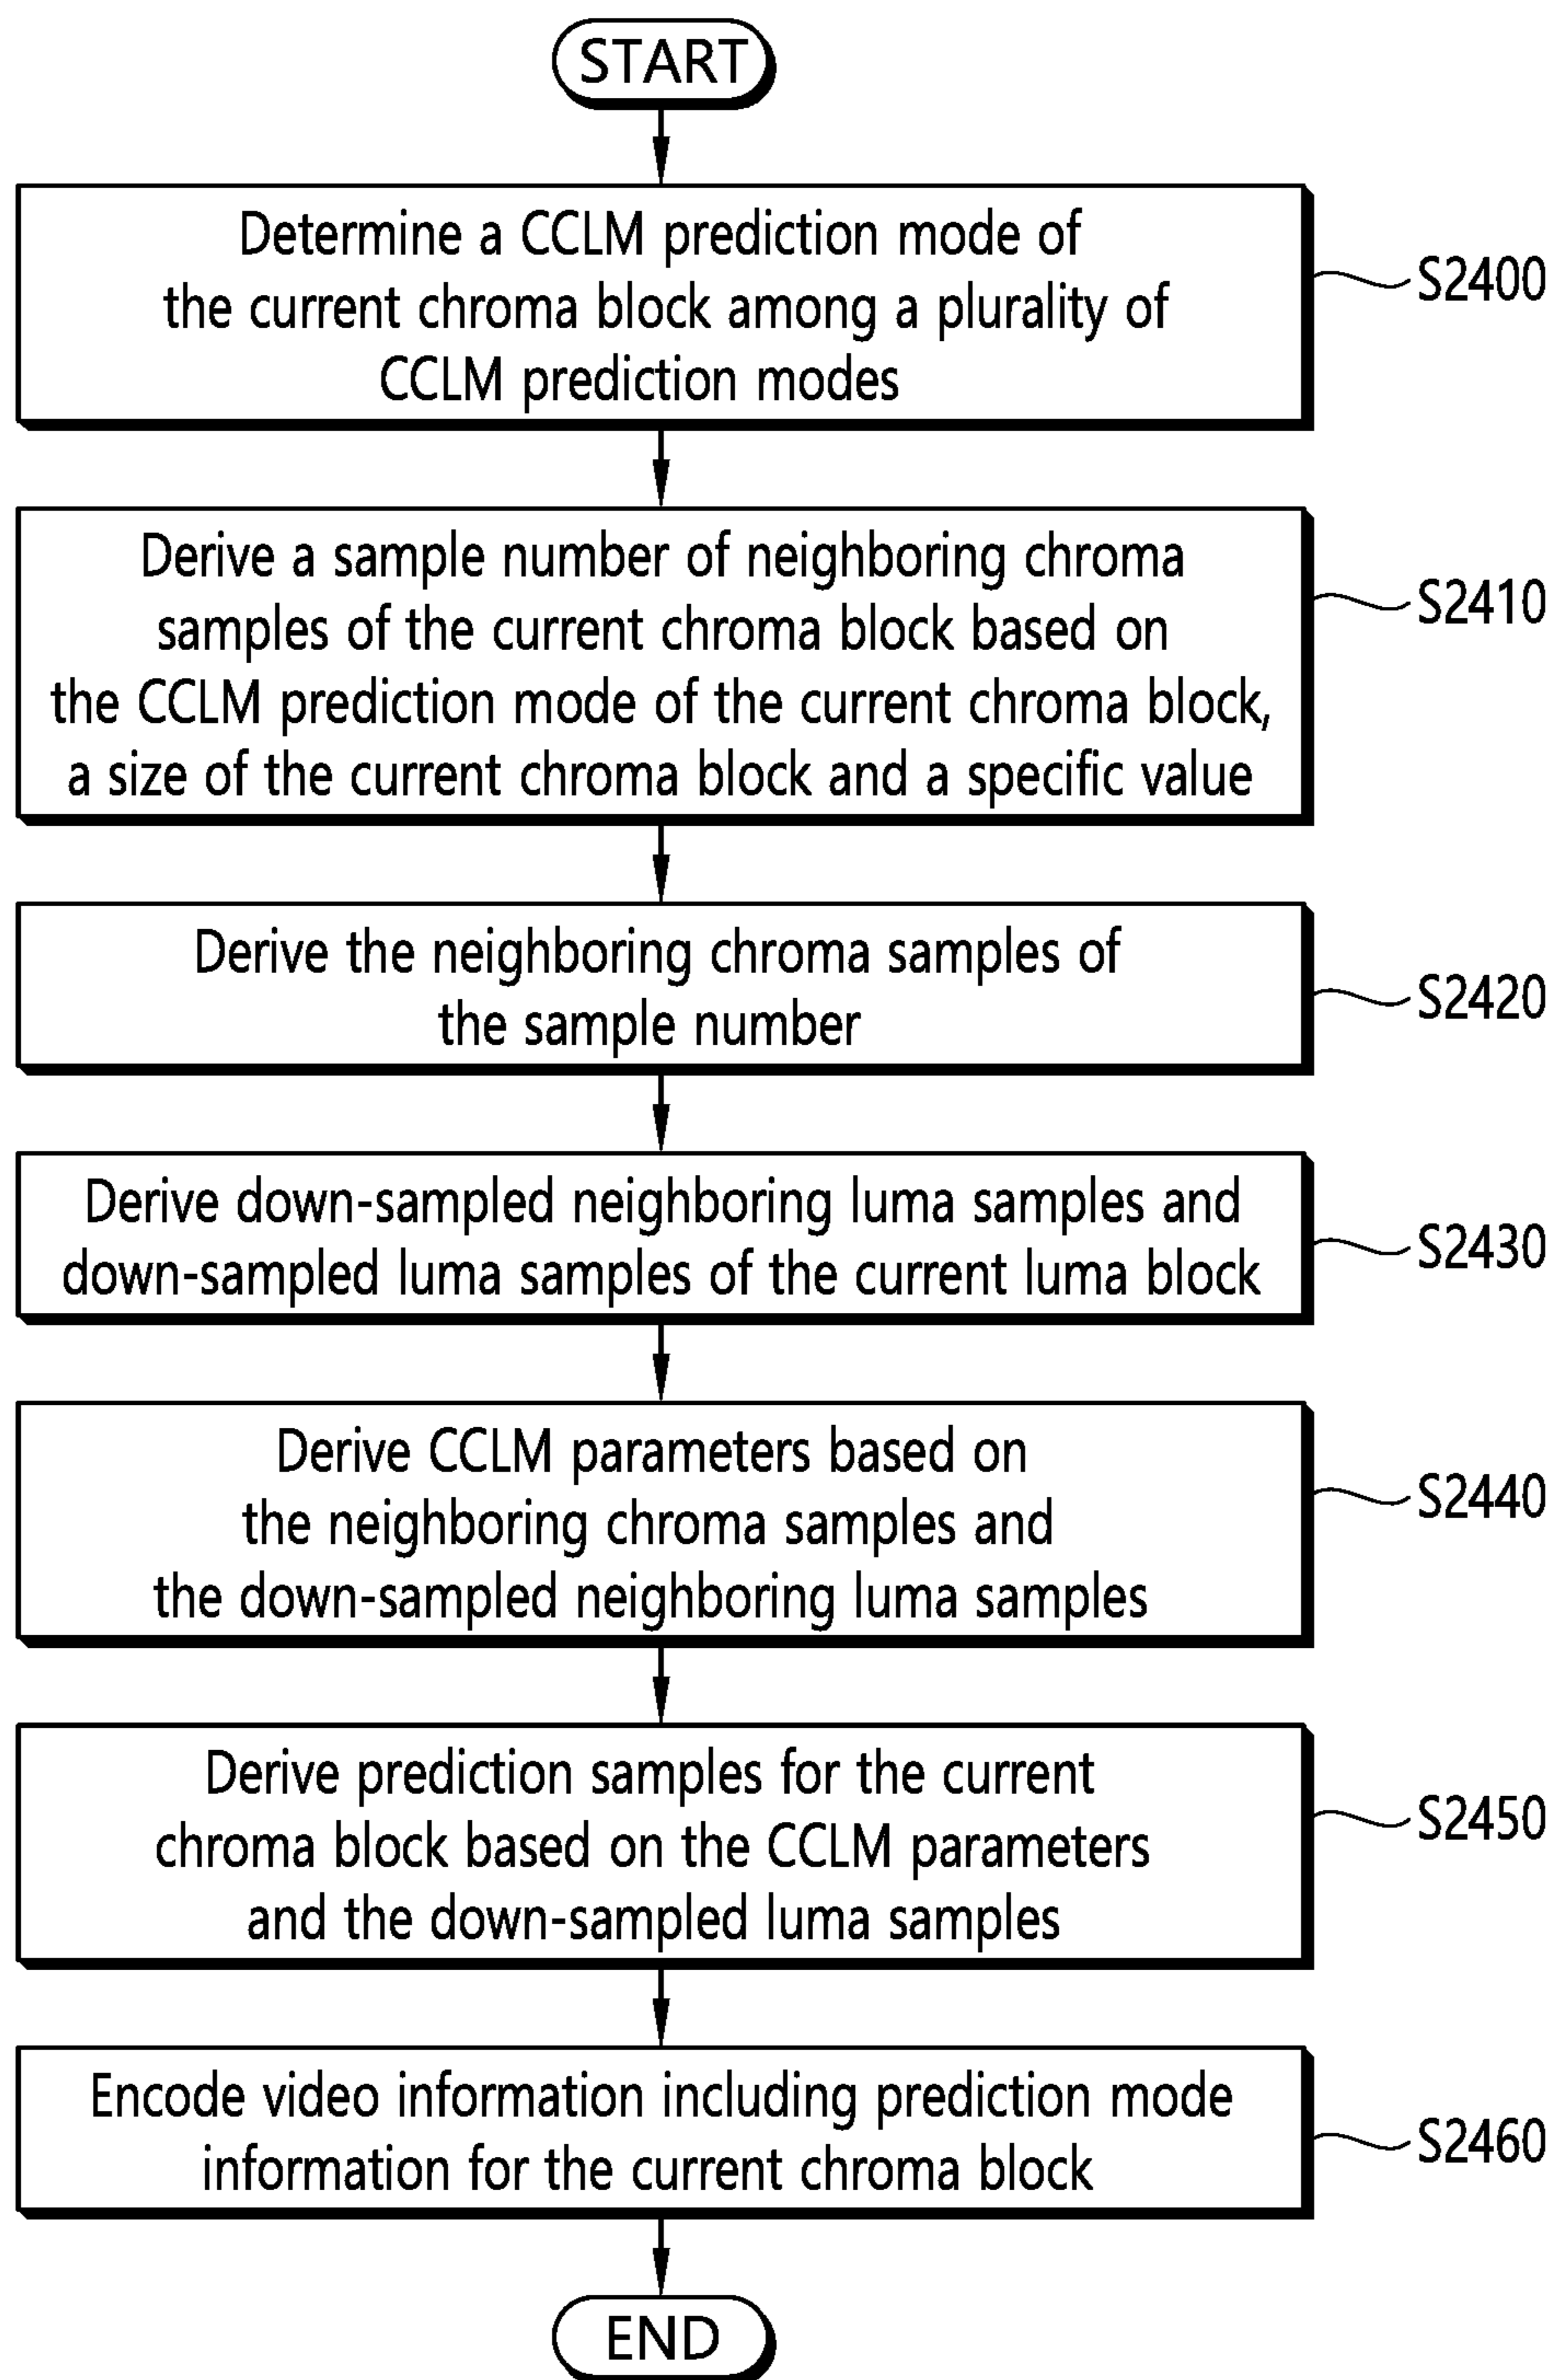 START
Determine a CCLM prediction mode of
the current chroma block among a plurality of
CCLM prediction modes
S2400
Derive a sample number of neighboring chroma
samples of the current chroma block based on
the CCLM prediction mode of the current chroma block,
a size of the current chroma block and a specific value
S2410
Derive the neighboring chroma samples of
the sample number
S2420
Derive down-sampled neighboring luma samples and
down-sampled luma samples of the current luma block
S2430
Derive CCLM parameters based on
the neighboring chroma samples and
the down-sampled neighboring luma samples
S2440
Derive prediction samples for the current
chroma block based on the CCLM parameters
and the down-sampled luma samples
S2450
Encode video information including prediction mode
information for the current chroma block
S2460
END